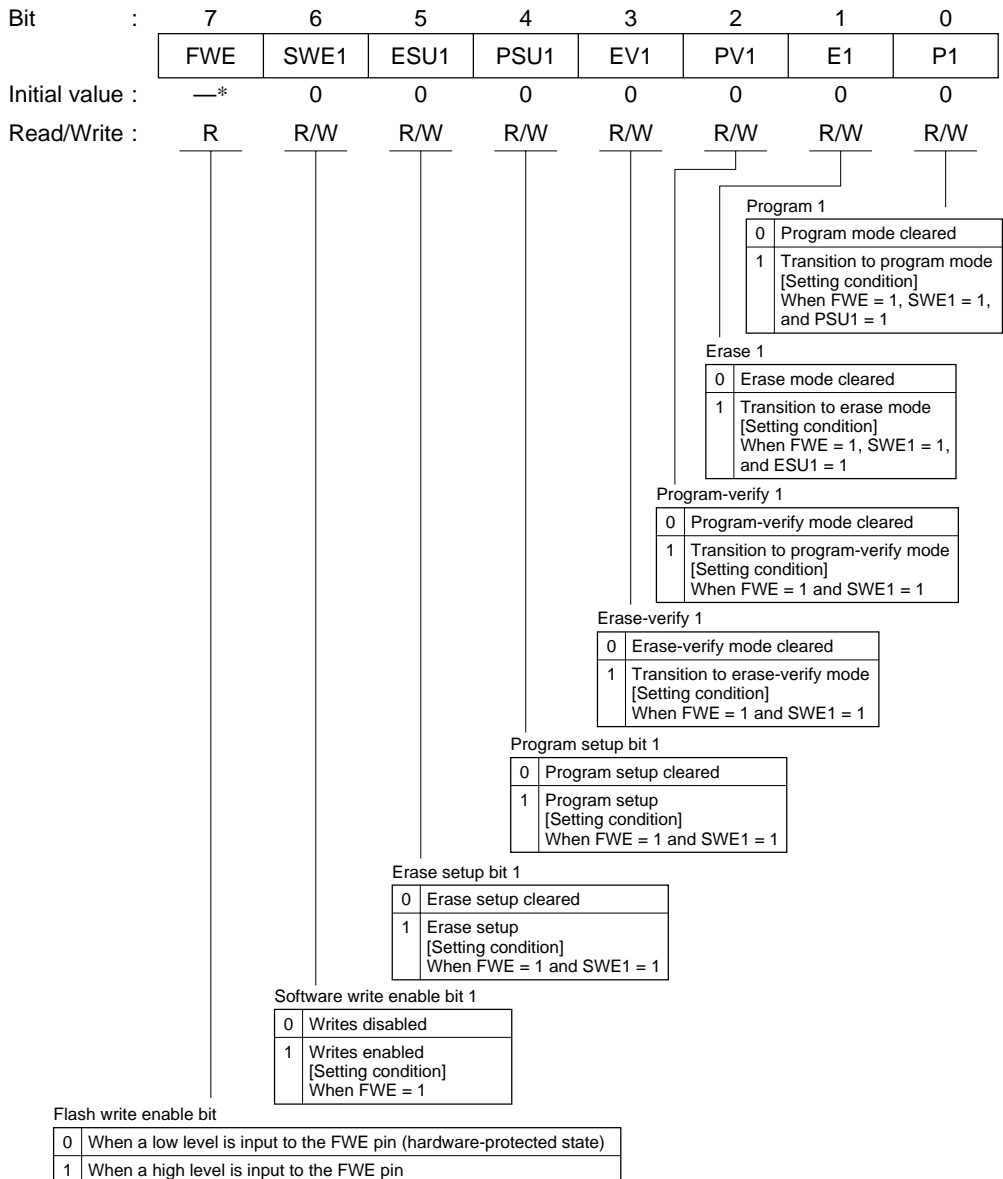 Bit : 7 6 5 4 3 2 1 0
FWE SWE1 ESU1 PSU1 EV1 PV1 E1 P1
Initial value : —* 0 0 0 0 0 0 0
Read/Write : R R/W R/W R/W R/W R/W R/W R/W
Program 1
0 Program mode cleared
1 Transition to program mode
[Setting condition]
When FWE = 1, SWE1 = 1,
and PSU1 = 1
Erase 1
0 Erase mode cleared
1 Transition to erase mode
[Setting condition]
When FWE = 1, SWE1 = 1,
and ESU1 = 1
Program-verify 1
0 Program-verify mode cleared
1 Transition to program-verify mode
[Setting condition]
When FWE = 1 and SWE1 = 1
Erase-verify 1
0 Erase-verify mode cleared
1 Transition to erase-verify mode
[Setting condition]
When FWE = 1 and SWE1 = 1
Program setup bit 1
0 Program setup cleared
1 Program setup
[Setting condition]
When FWE = 1 and SWE1 = 1
Erase setup bit 1
0 Erase setup cleared
1 Erase setup
[Setting condition]
When FWE = 1 and SWE1 = 1
Software write enable bit 1
0 Writes disabled
1 Writes enabled
[Setting condition]
When FWE = 1
Flash write enable bit
0 When a low level is input to the FWE pin (hardware-protected state)
1 When a high level is input to the FWE pin